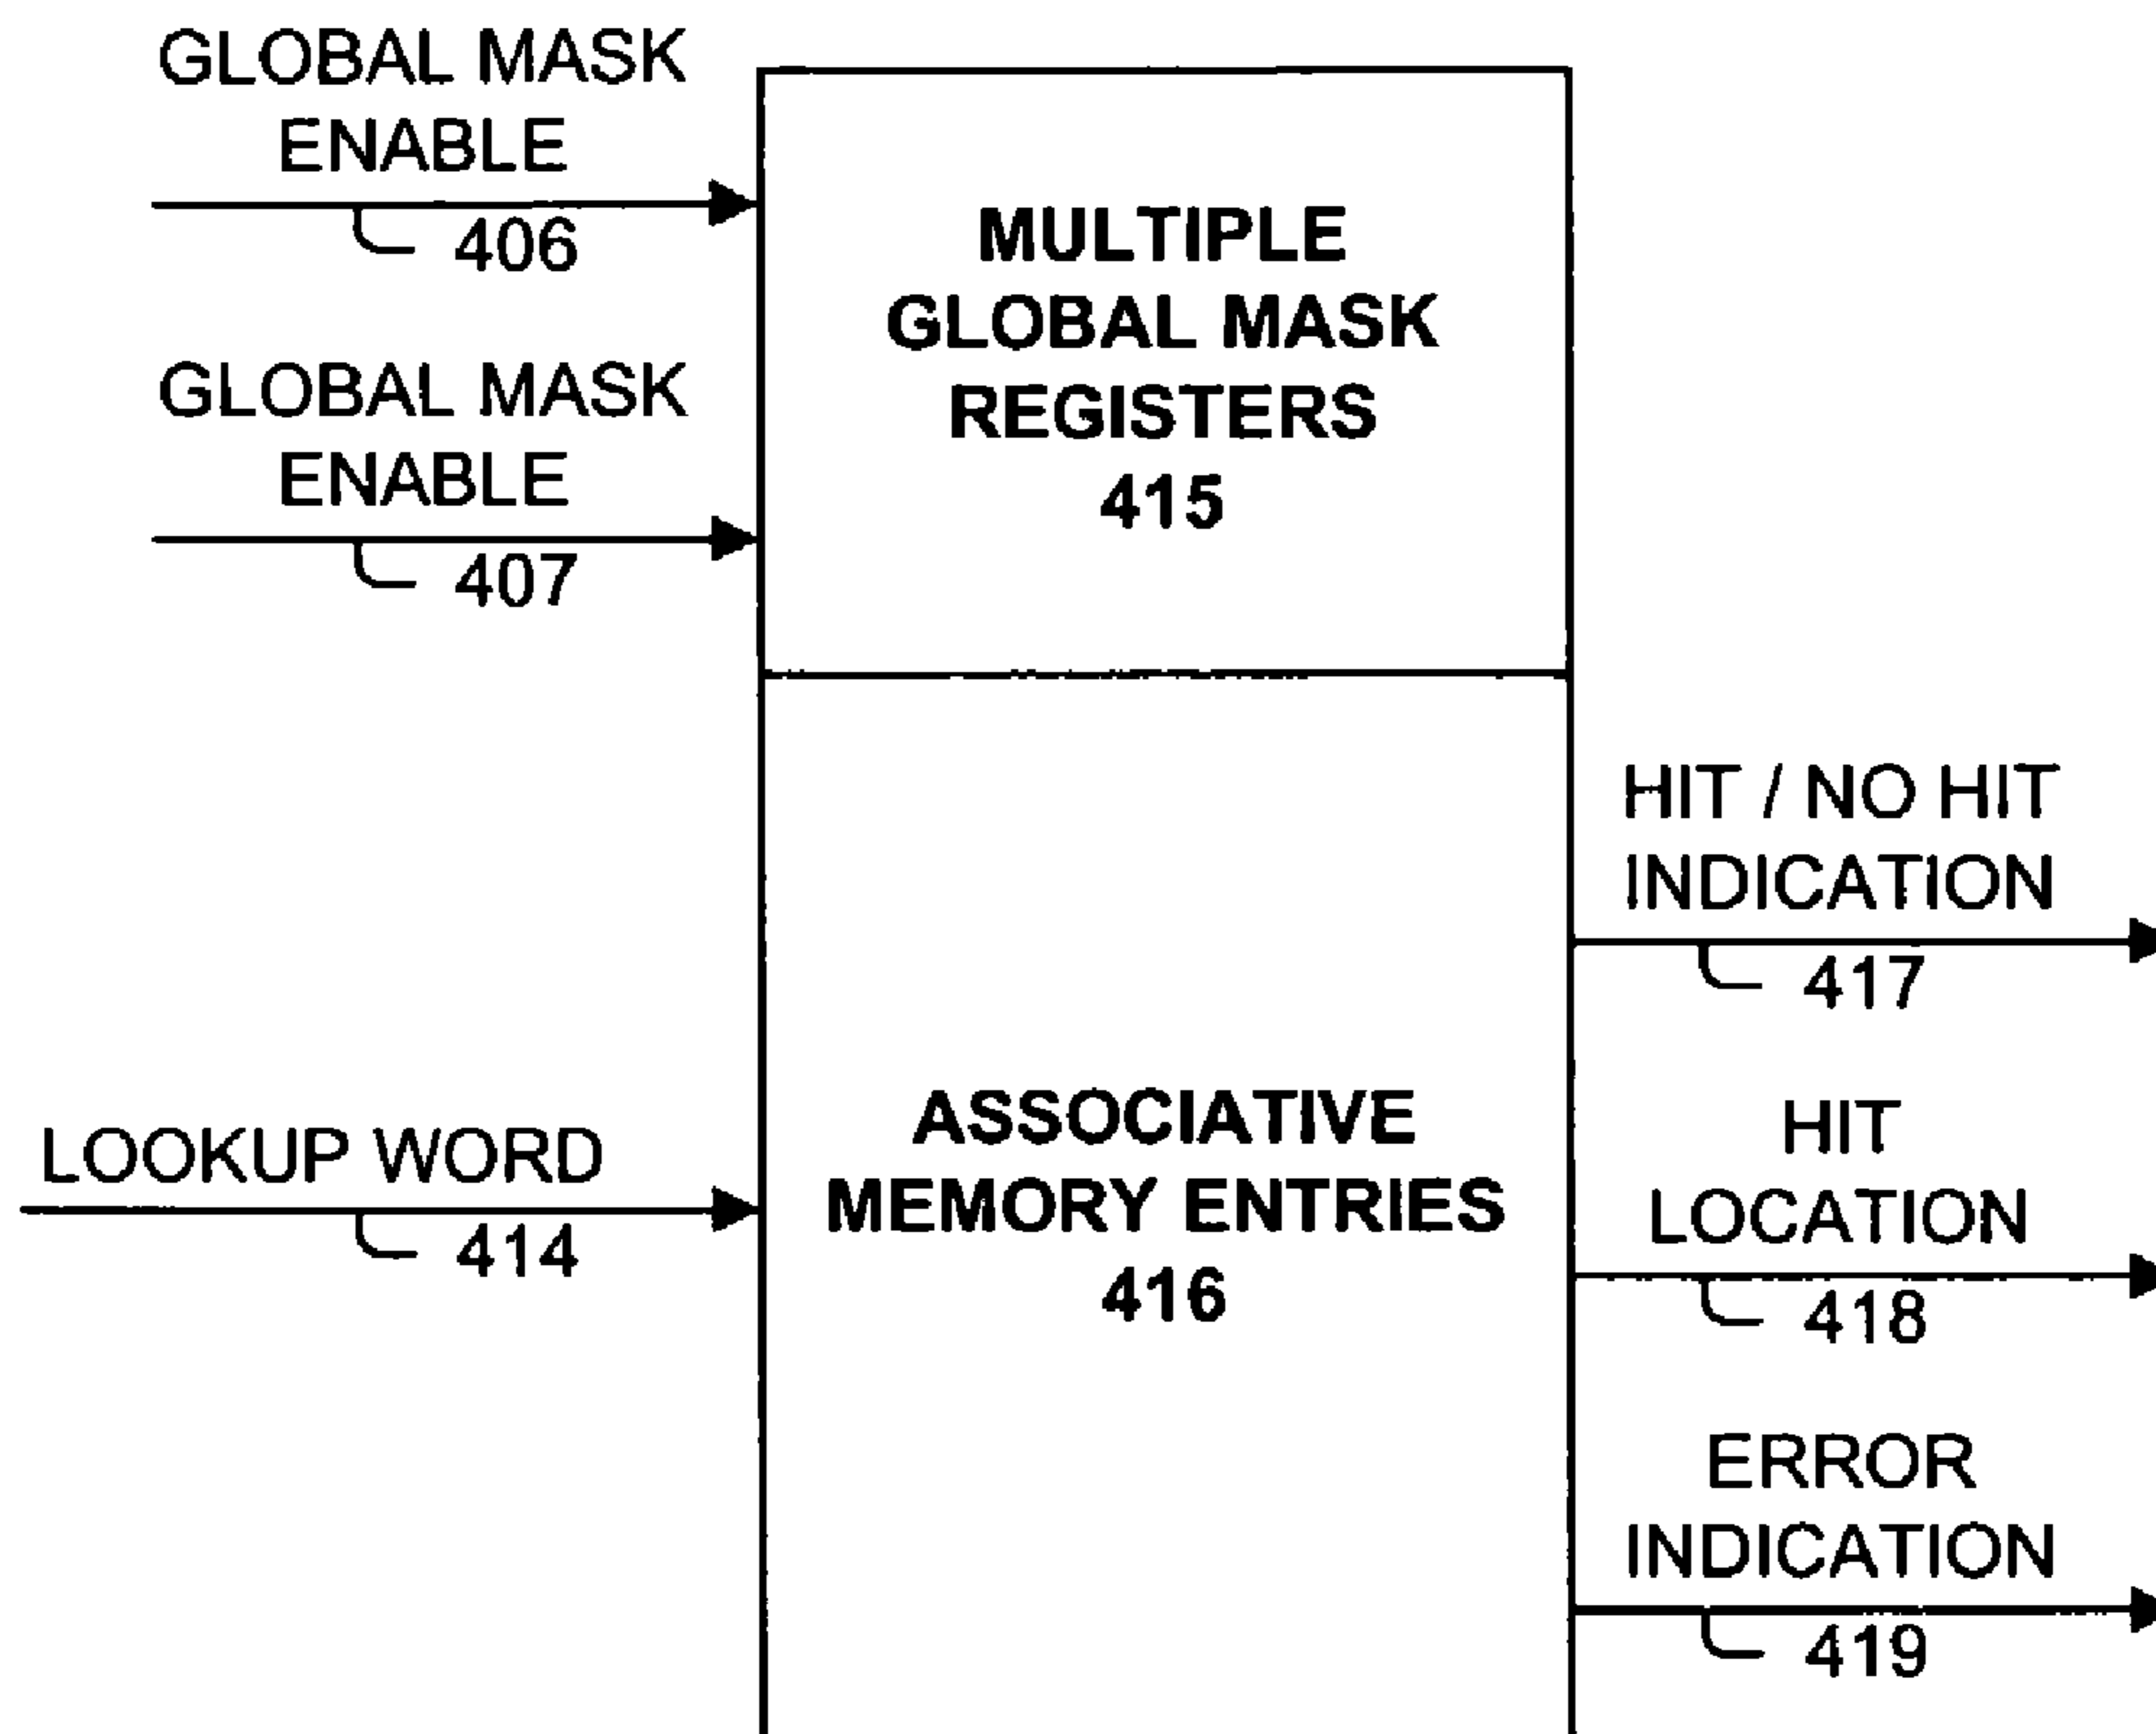 GLOBAL MASK
ENABLE
406
GLOBAL MASK
ENABLE
407
MULTIPLE
GLOBAL MASK
REGISTERS
415
LOOKUP WORD
414
ASSOCIATIVE
MEMORY ENTRIES
416
HIT / NO HIT
INDICATION
417
HIT
LOCATION
418
ERROR
INDICATION
419